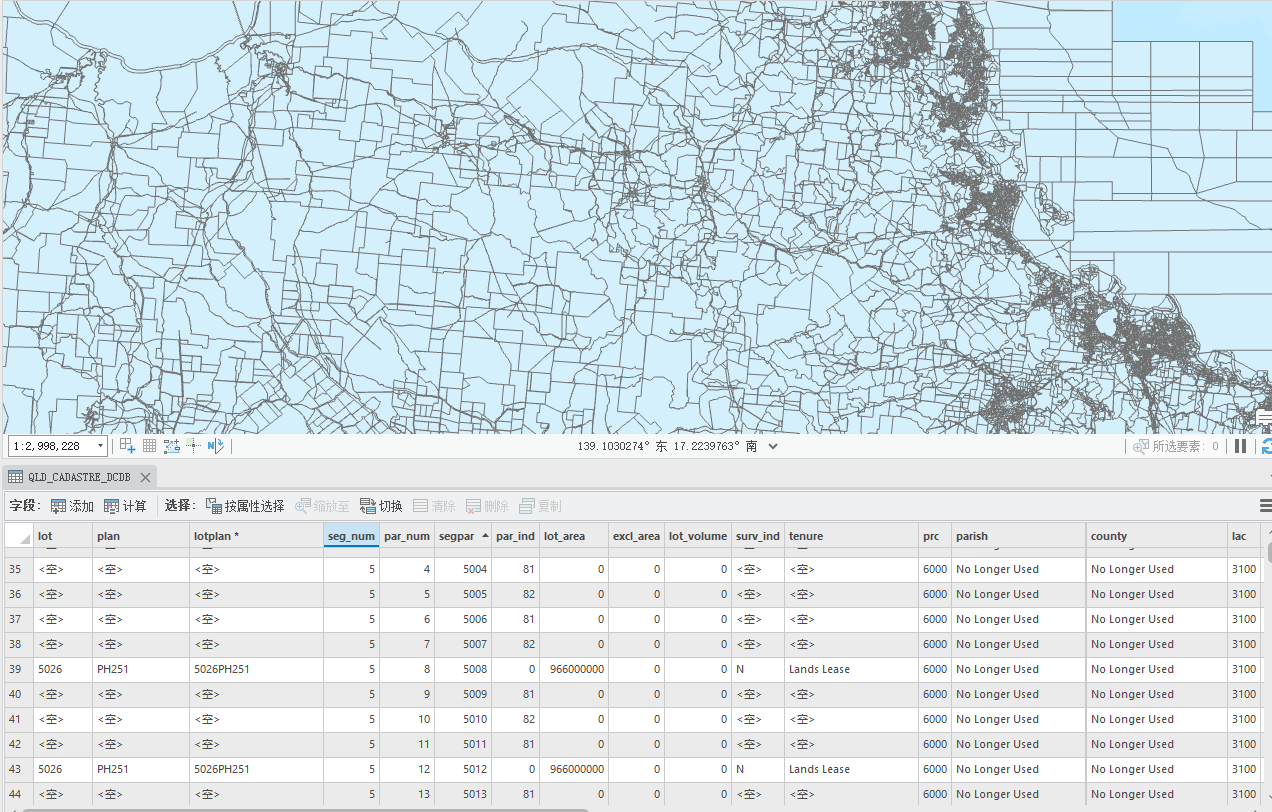 1:2,998,228
139.1030274° 东 17.2239763° 南
所选要素: 0
QLD_CADASTRE_DCDB
字段: 添加 计算 选择: 按属性选择 缩放至 切换 清除 删除 复制
lot plan lotplan * seg_num par_num segpar par_ind lot_area excl_area lot_volume surv_ind tenure prc parish county lac
35 <空> <空> <空> 5 4 5004 81 0 0 0 <空> <空> 6000 No Longer Used No Longer Used 3100
36 <空> <空> <空> 5 5 5005 82 0 0 0 <空> <空> 6000 No Longer Used No Longer Used 3100
37 <空> <空> <空> 5 6 5006 81 0 0 0 <空> <空> 6000 No Longer Used No Longer Used 3100
38 <空> <空> <空> 5 7 5007 82 0 0 0 <空> <空> 6000 No Longer Used No Longer Used 3100
39 5026 PH251 5026PH251 5 8 5008 0 966000000 0 0 N Lands Lease 6000 No Longer Used No Longer Used 3100
40 <空> <空> <空> 5 9 5009 81 0 0 0 <空> <空> 6000 No Longer Used No Longer Used 3100
41 <空> <空> <空> 5 10 5010 82 0 0 0 <空> <空> 6000 No Longer Used No Longer Used 3100
42 <空> <空> <空> 5 11 5011 81 0 0 0 <空> <空> 6000 No Longer Used No Longer Used 3100
43 5026 PH251 5026PH251 5 12 5012 0 966000000 0 0 N Lands Lease 6000 No Longer Used No Longer Used 3100
44 <空> <空> <空> 5 13 5013 81 0 0 0 <空> <空> 6000 No Longer Used No Longer Used 3100